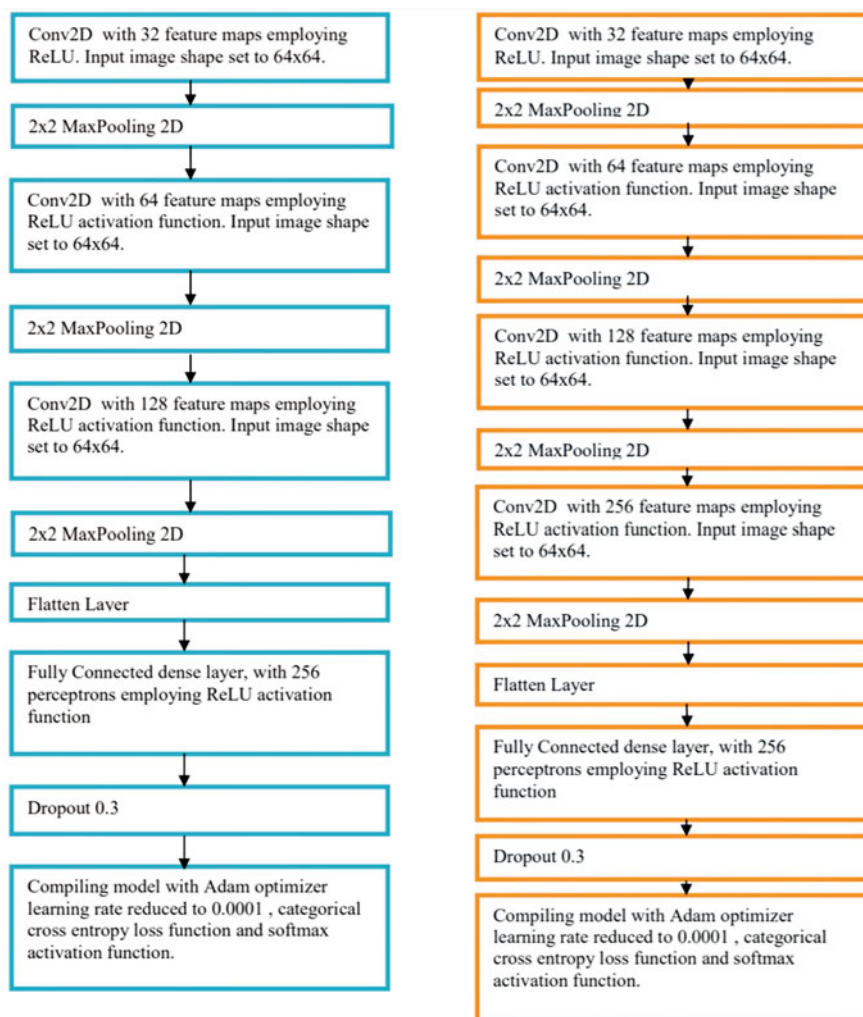 Conv2D with 32 feature maps employing
ReLU. Input image shape set to 64x64.
2x2 MaxPooling 2D
Conv2D with 64 feature maps employing
ReLU activation function. Input image shape
set to 64x64.
2x2 MaxPooling 2D
Conv2D with 128 feature maps employing
ReLU activation function. Input image shape
set to 64x64.
2x2 MaxPooling 2D
Flatten Layer
Fully Connected dense layer, with 256
perceptrons employing ReLU activation
function
Dropout 0.3
Compiling model with Adam optimizer
learning rate reduced to 0.0001 , categorical
cross entropy loss function and softmax
activation function.
Conv2D with 32 feature maps employing
ReLU. Input image shape set to 64x64.
2x2 MaxPooling 2D
Conv2D with 64 feature maps employing
ReLU activation function. Input image shape
set to 64x64.
2x2 MaxPooling 2D
Conv2D with 128 feature maps employing
ReLU activation function. Input image shape
set to 64x64.
2x2 MaxPooling 2D
Conv2D with 256 feature maps employing
ReLU activation function. Input image shape
set to 64x64.
2x2 MaxPooling 2D
Flatten Layer
Fully Connected dense layer, with 256
perceptrons employing ReLU activation
function
Dropout 0.3
Compiling model with Adam optimizer
learning rate reduced to 0.0001 , categorical
cross entropy loss function and softmax
activation function.